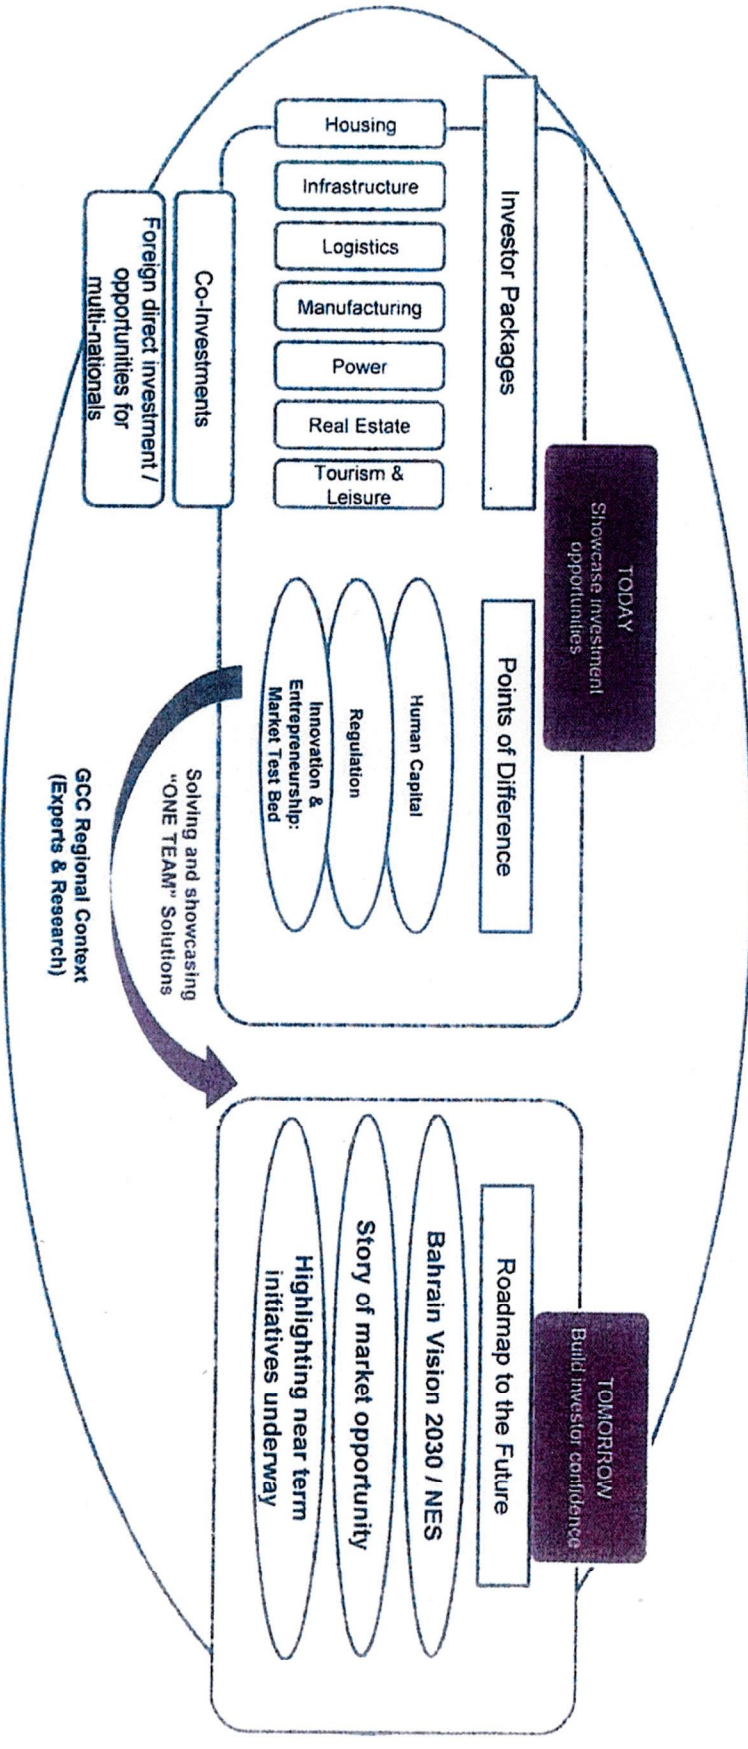 TODAY
Showcase investment
opportunities
Investor Packages
Housing
Infrastructure
Logistics
Manufacturing
Power
Real Estate
Tourism &
Leisure
Co-Investments
Foreign direct investment /
opportunities for
multi-nationals
Points of Difference
Human Capital
Regulation
Innovation &
Entrepreneurship:
Market Test Bed
Solving and showcasing
"ONE TEAM" Solutions
GCC Regional Context
(Experts & Research)
TOMORROW
Build investor confidence
Roadmap to the Future
Bahrain Vision 2030 / NES
Story of market opportunity
Highlighting near term
initiatives underway